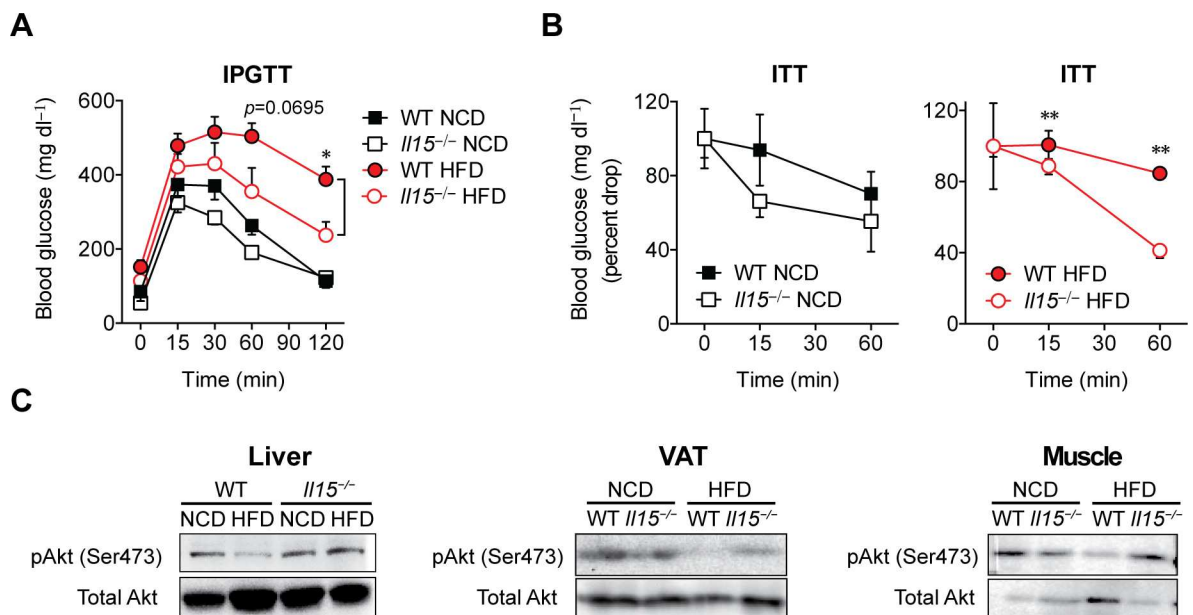 A
IPGTT
Blood glucose (mg dl⁻¹)
600
400
200
0
p=0.0695
*
0 15 30 60 90 120
Time (min)
WT NCD
Il15⁻/⁻ NCD
WT HFD
Il15⁻/⁻ HFD
B
ITT
Blood glucose (mg dl⁻¹)
(percent drop)
120
80
40
0
WT NCD
Il15⁻/⁻ NCD
0 15 30 60
Time (min)
ITT
120
80
40
0
** **
WT HFD
Il15⁻/⁻ HFD
0 15 30 60
Time (min)
C
Liver
WT Il15⁻/⁻
NCD HFD NCD HFD
pAkt (Ser473)
Total Akt
VAT
NCD HFD
WT Il15⁻/⁻ WT Il15⁻/⁻
pAkt (Ser473)
Total Akt
Muscle
NCD HFD
WT Il15⁻/⁻ WT Il15⁻/⁻
pAkt (Ser473)
Total Akt